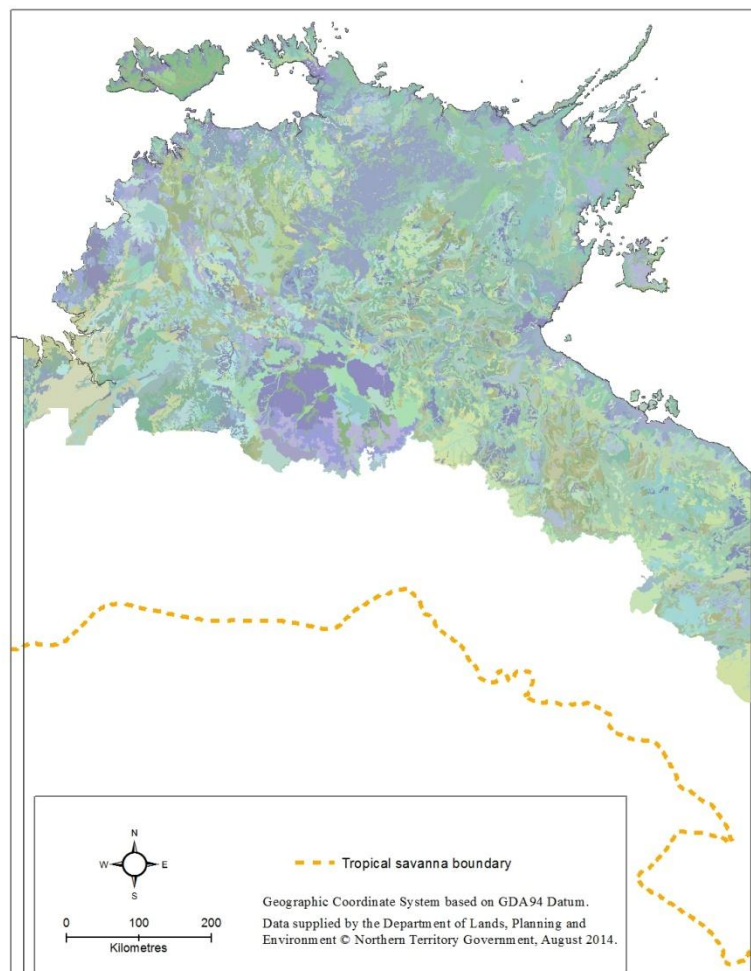 N
W E
S
0 100 200
Kilometres
Tropical savanna boundary
Geographic Coordinate System based on GDA94 Datum.
Data supplied by the Department of Lands, Planning and
Environment © Northern Territory Government, August 2014.